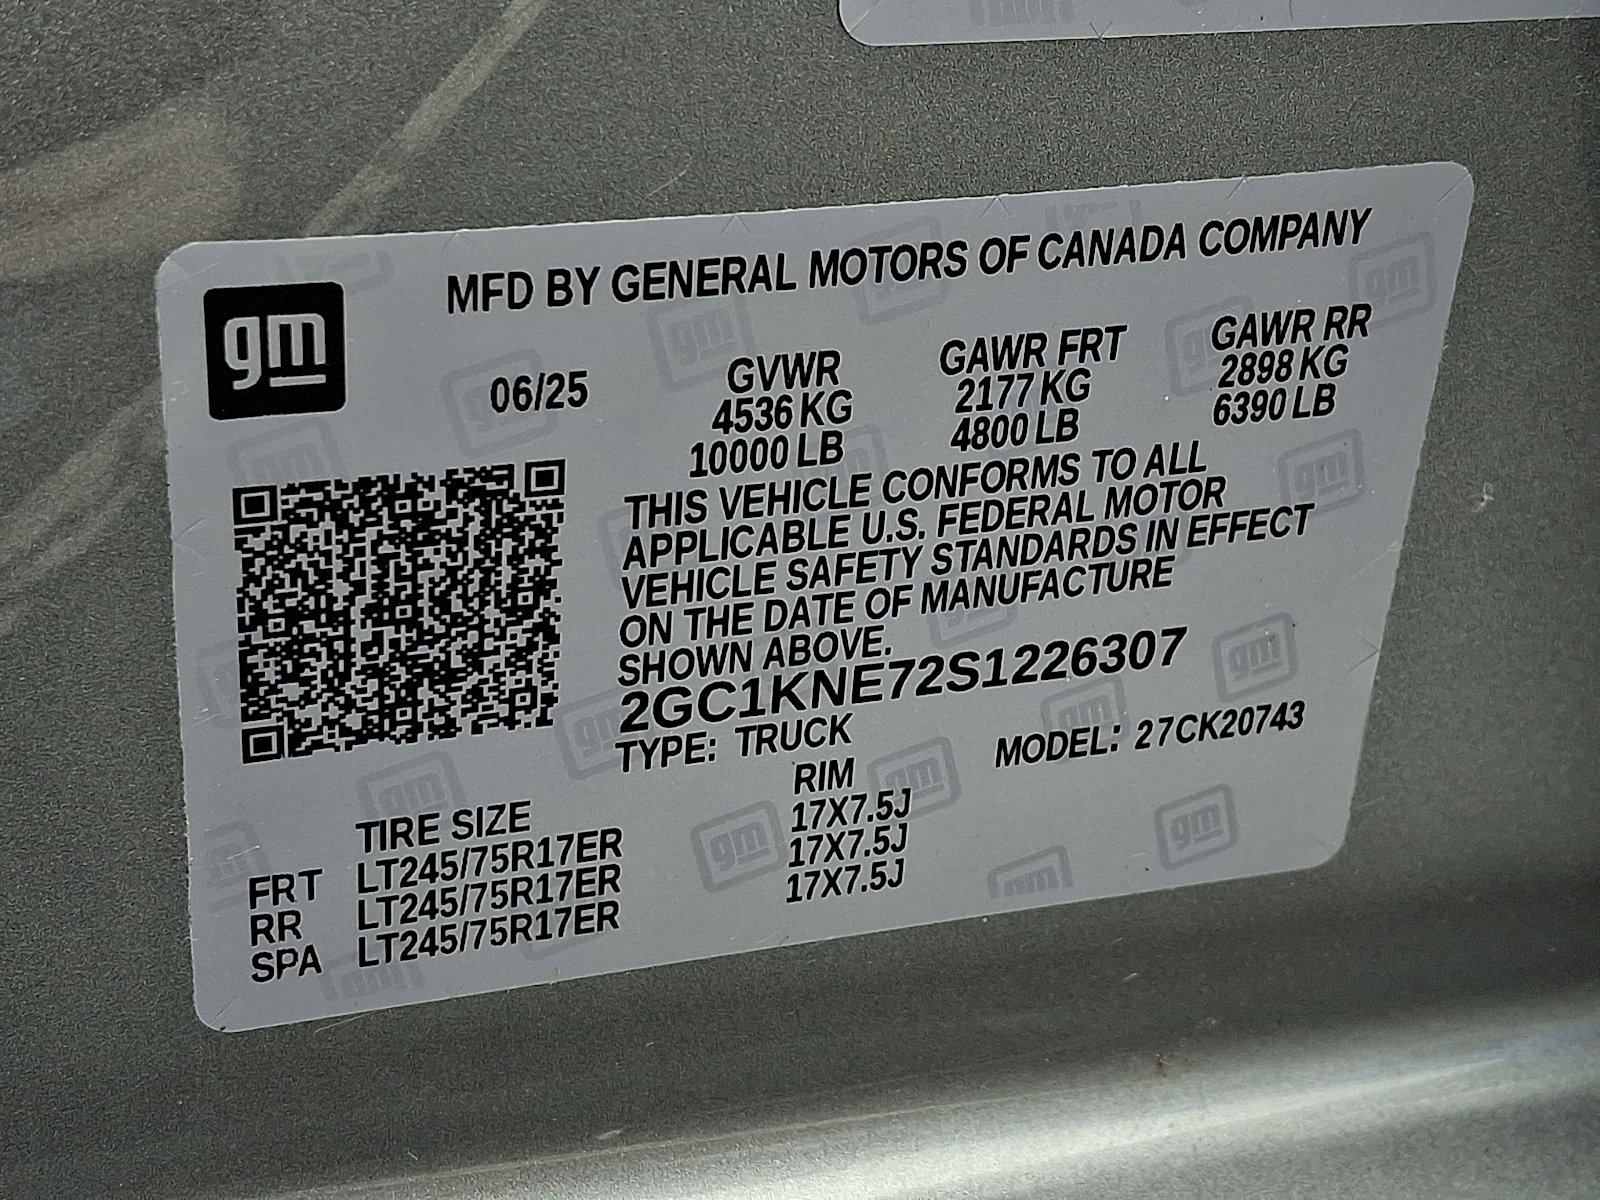 gm
MFD BY GENERAL MOTORS OF CANADA COMPANY
06/25
GVWR GAWR FRT GAWR RR
4536 KG 2177 KG 2898 KG
10000 LB 4800 LB 6390 LB
THIS VEHICLE CONFORMS TO ALL
APPLICABLE U.S. FEDERAL MOTOR
VEHICLE SAFETY STANDARDS IN EFFECT
ON THE DATE OF MANUFACTURE
SHOWN ABOVE.
2GC1KNE72S1226307
TYPE: TRUCK MODEL: 27CK20743
TIRE SIZE RIM
FRT LT245/75R17ER 17X7.5J
RR LT245/75R17ER 17X7.5J
SPA LT245/75R17ER 17X7.5J